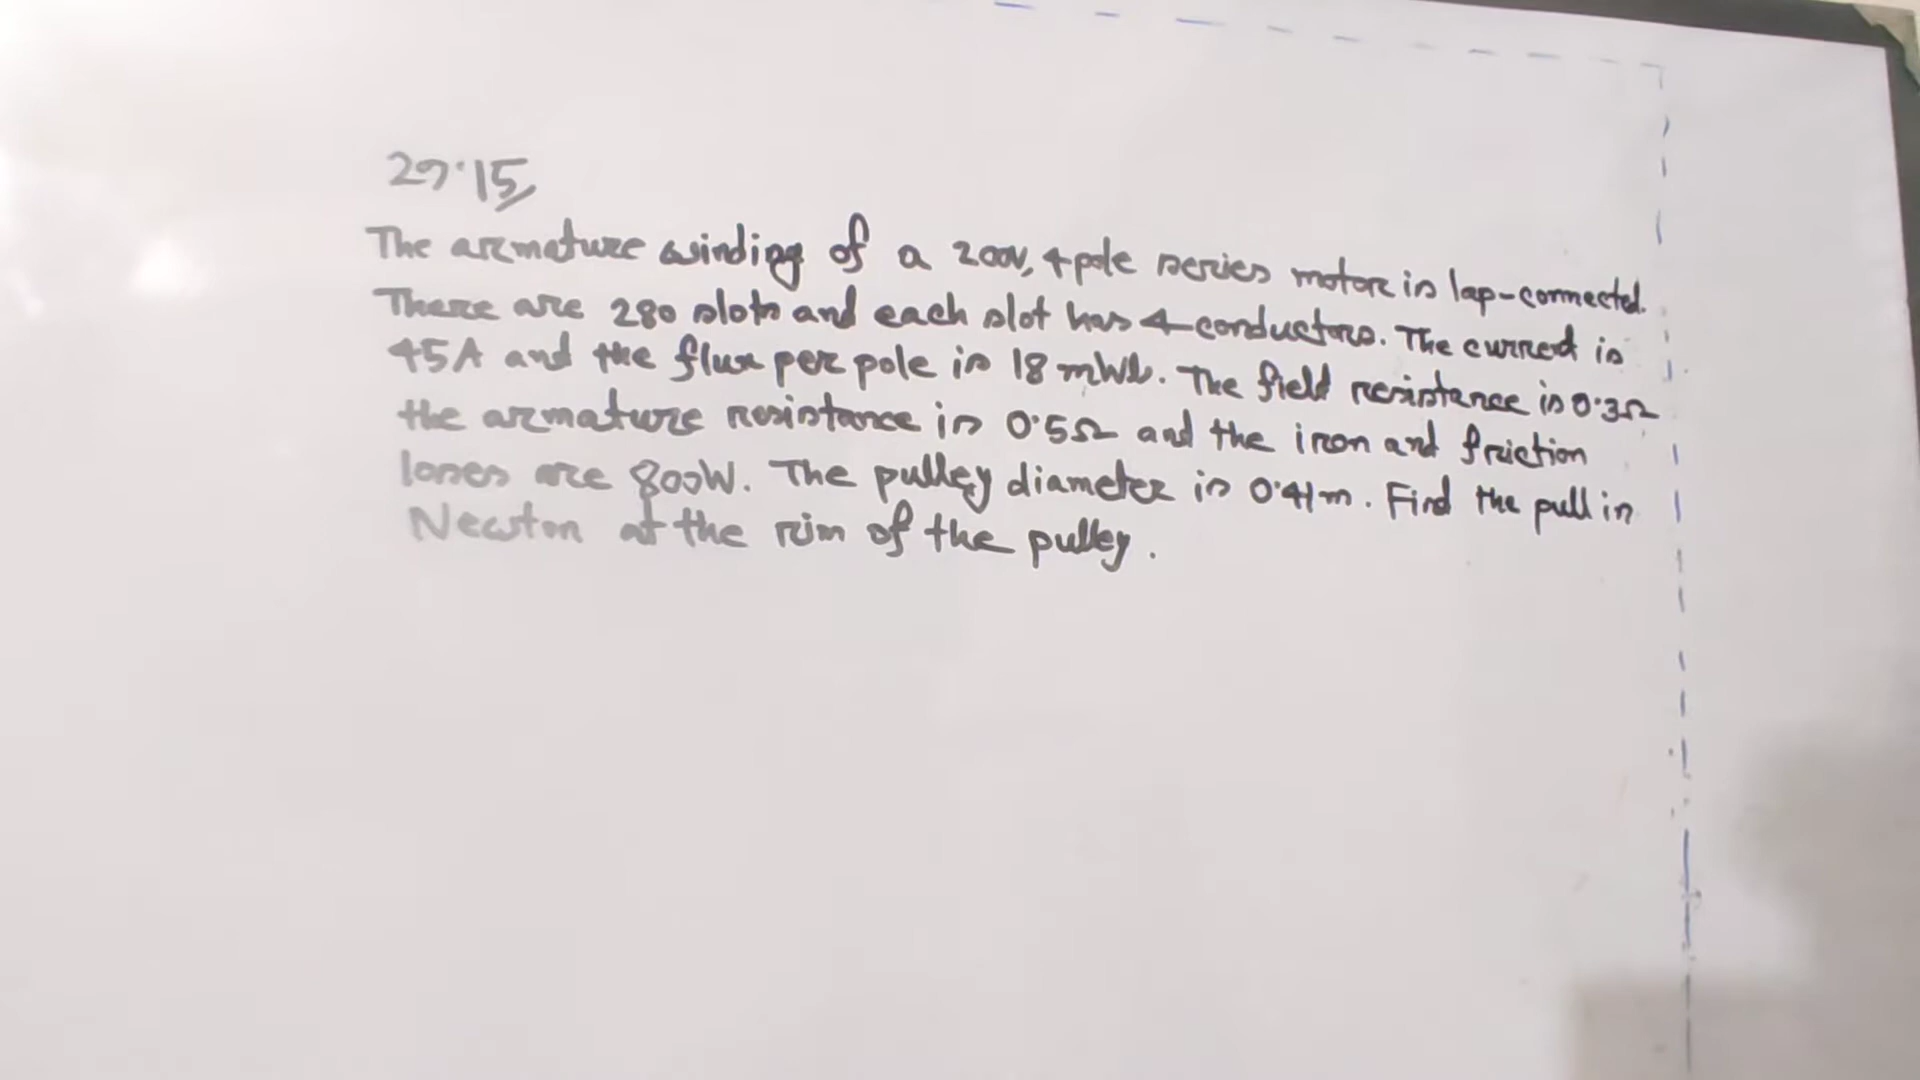 29.15
The armature winding of a 200V, 4 pole series motor is lap-connected.
There are 280 slots and each slot has 4-conductors. The current is
45A and the flux per pole is 18 mWb. The field resistance is 0.3Ω
the armature resistance is 0.5Ω and the iron and friction
losses are 800W. The pulley diameter is 0.41m. Find the pull in
Newton at the rim of the pulley.